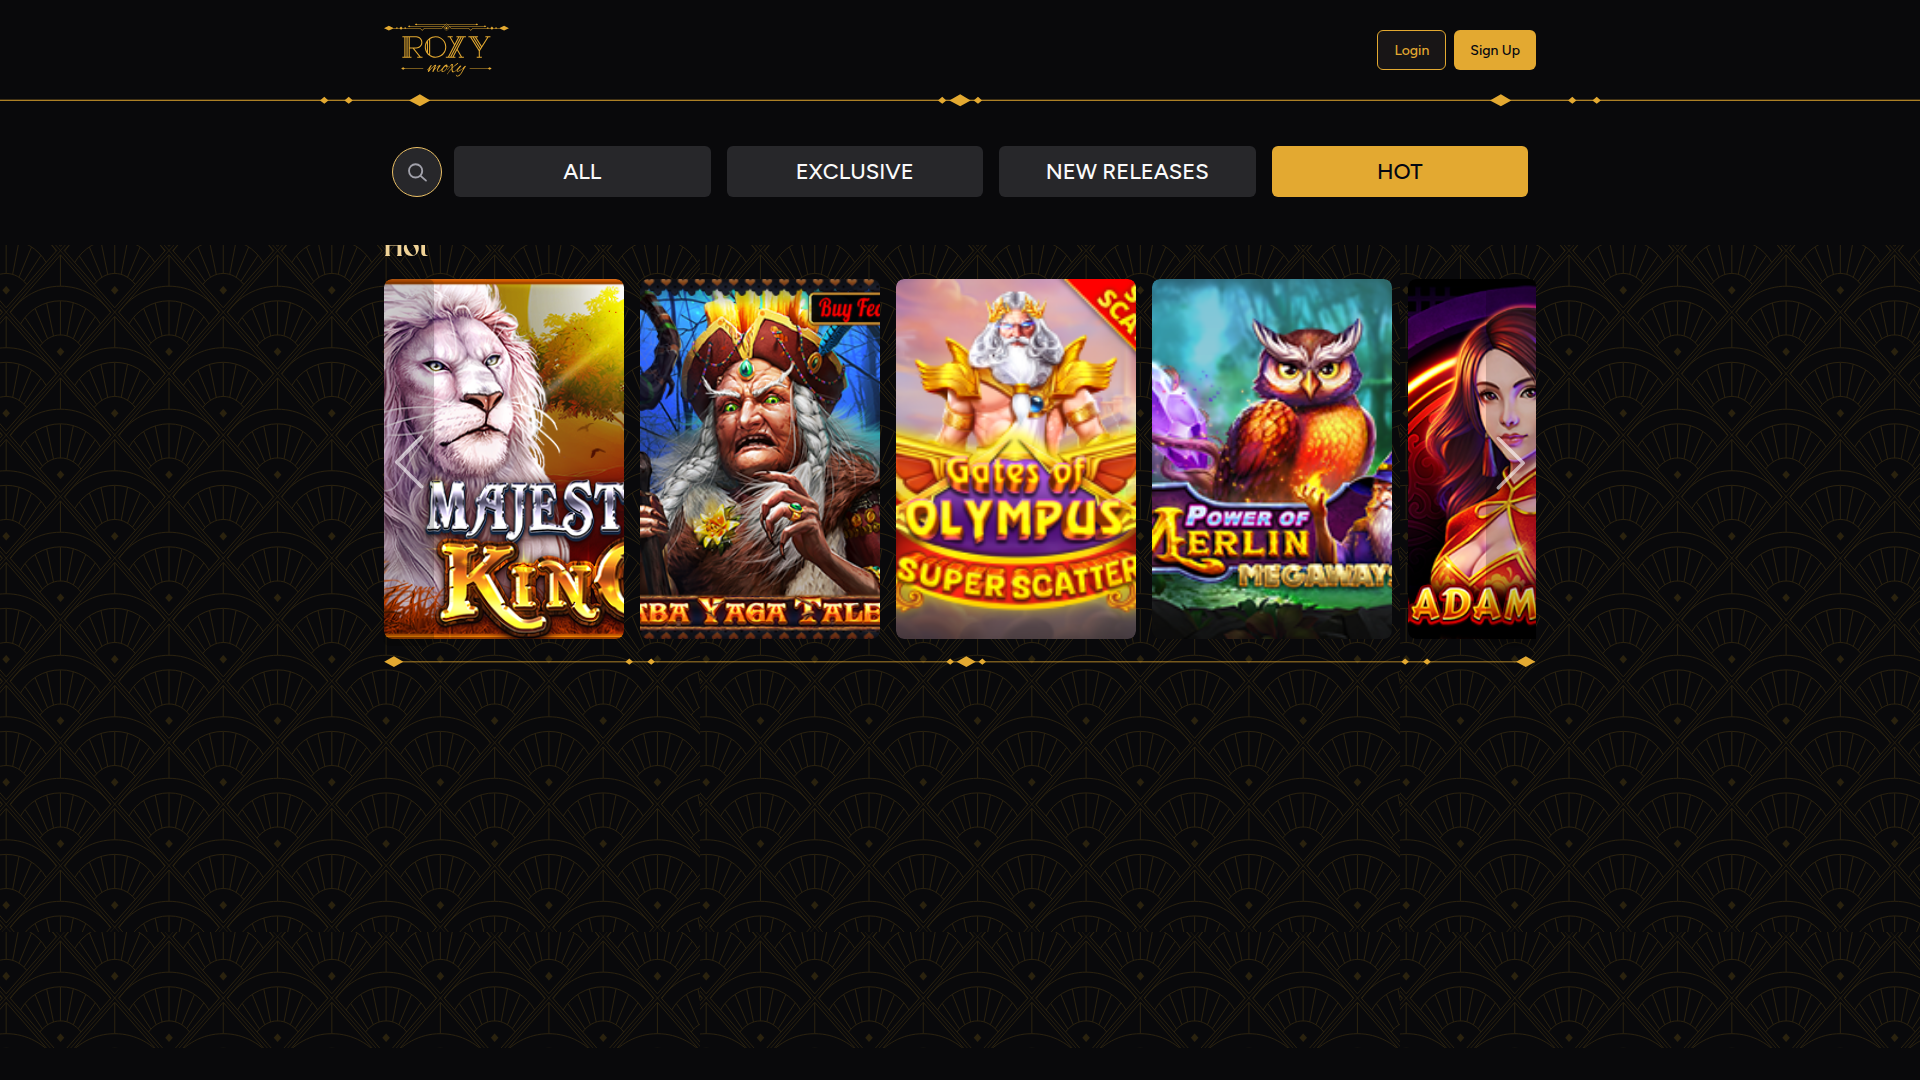 ROXY
moxy
Login
Sign Up
ALL
EXCLUSIVE
NEW RELEASES
HOT
Hot
MAJEST
KING
Buy Fea
BA YAGA TALE
SCA
Gates of
OLYMPUS
SUPER SCATTER
POWER OF
MERLIN
MEGAWAYS
ADAM